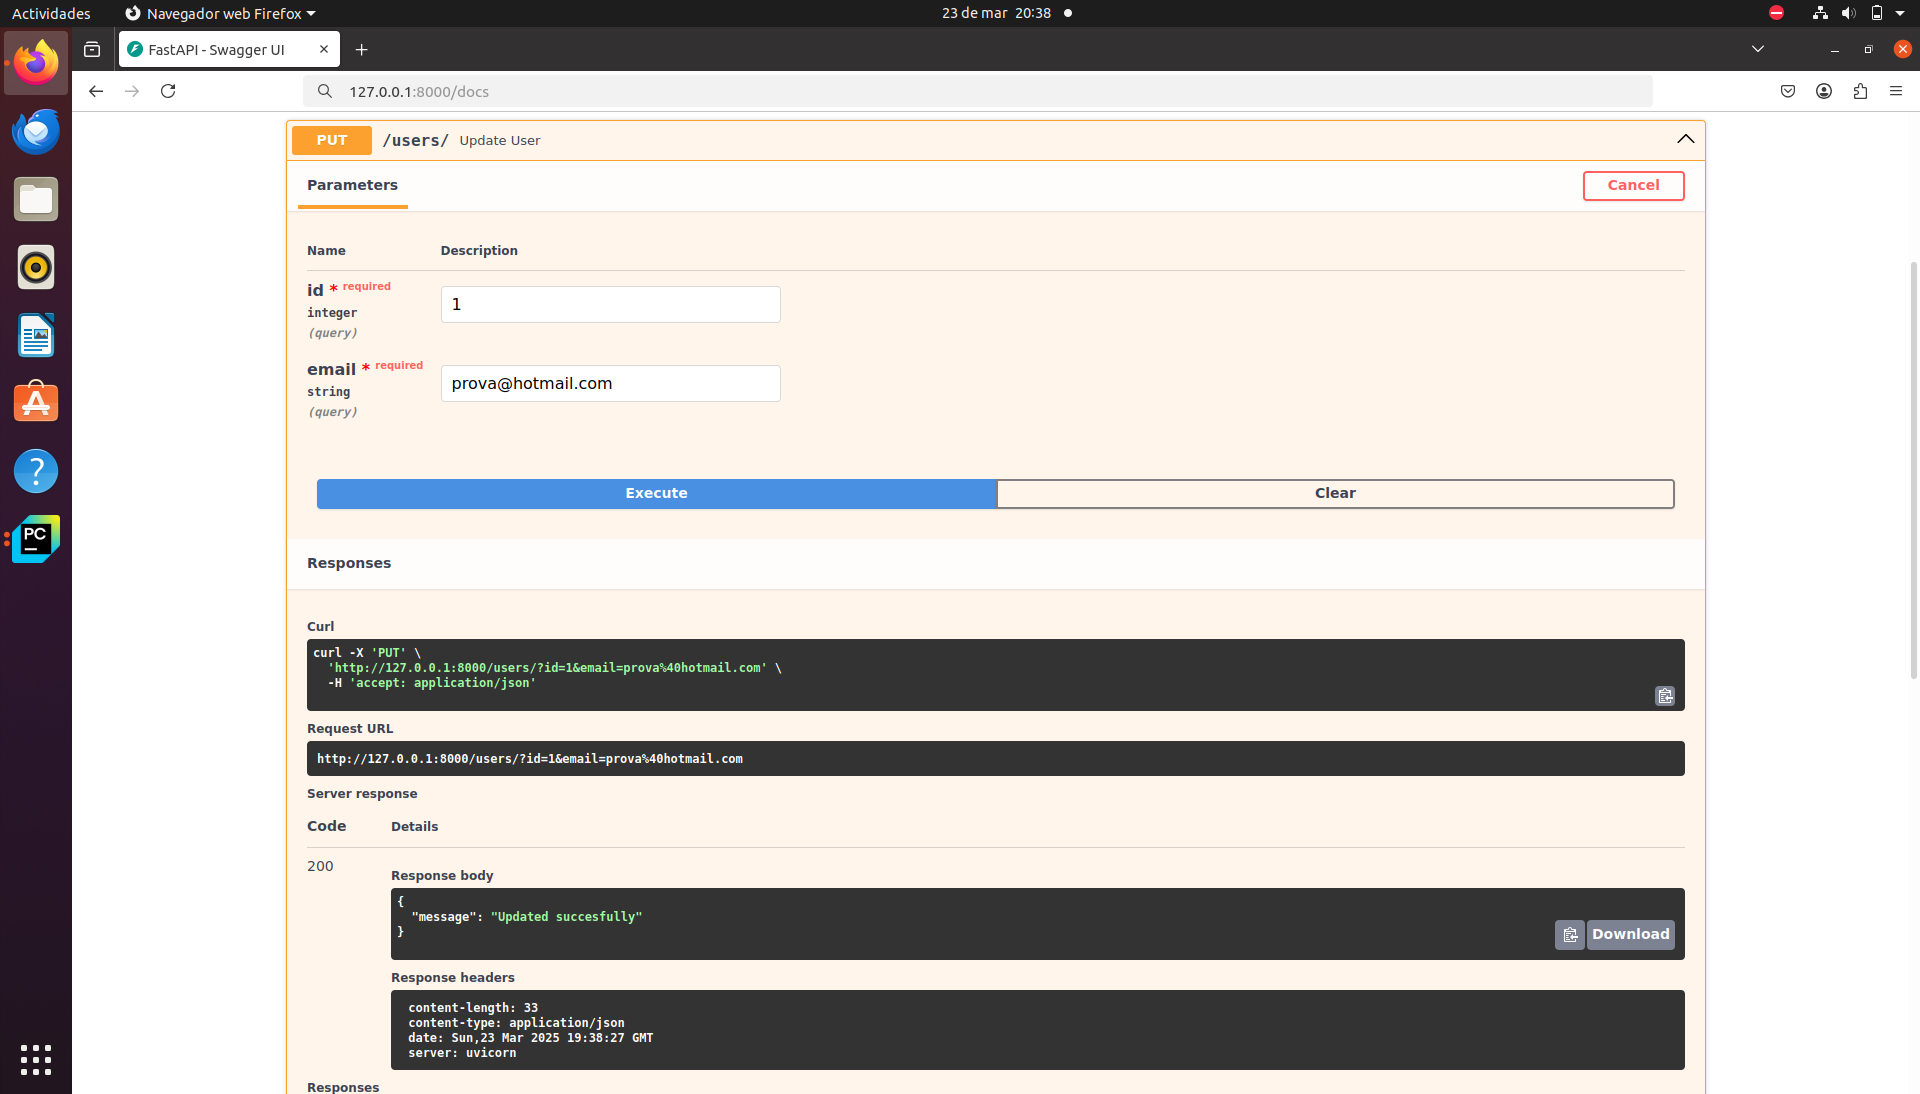 Actividades
Navegador web Firefox
23 de mar 20:38
FastAPI - Swagger UI
127.0.0.1:8000/docs
PUT /users/ Update User
Parameters
Cancel
Name Description
id * required
integer
(query)
1
email * required
string
(query)
prova@hotmail.com
Execute
Clear
Responses
Curl
curl -X 'PUT' \
'http://127.0.0.1:8000/users/?id=1&email=prova%40hotmail.com' \
-H 'accept: application/json'
Request URL
http://127.0.0.1:8000/users/?id=1&email=prova%40hotmail.com
Server response
Code Details
200
Response body
{
"message": "Updated succesfully"
}
Download
Response headers
content-length: 33
content-type: application/json
date: Sun,23 Mar 2025 19:38:27 GMT
server: uvicorn
Responses
PC